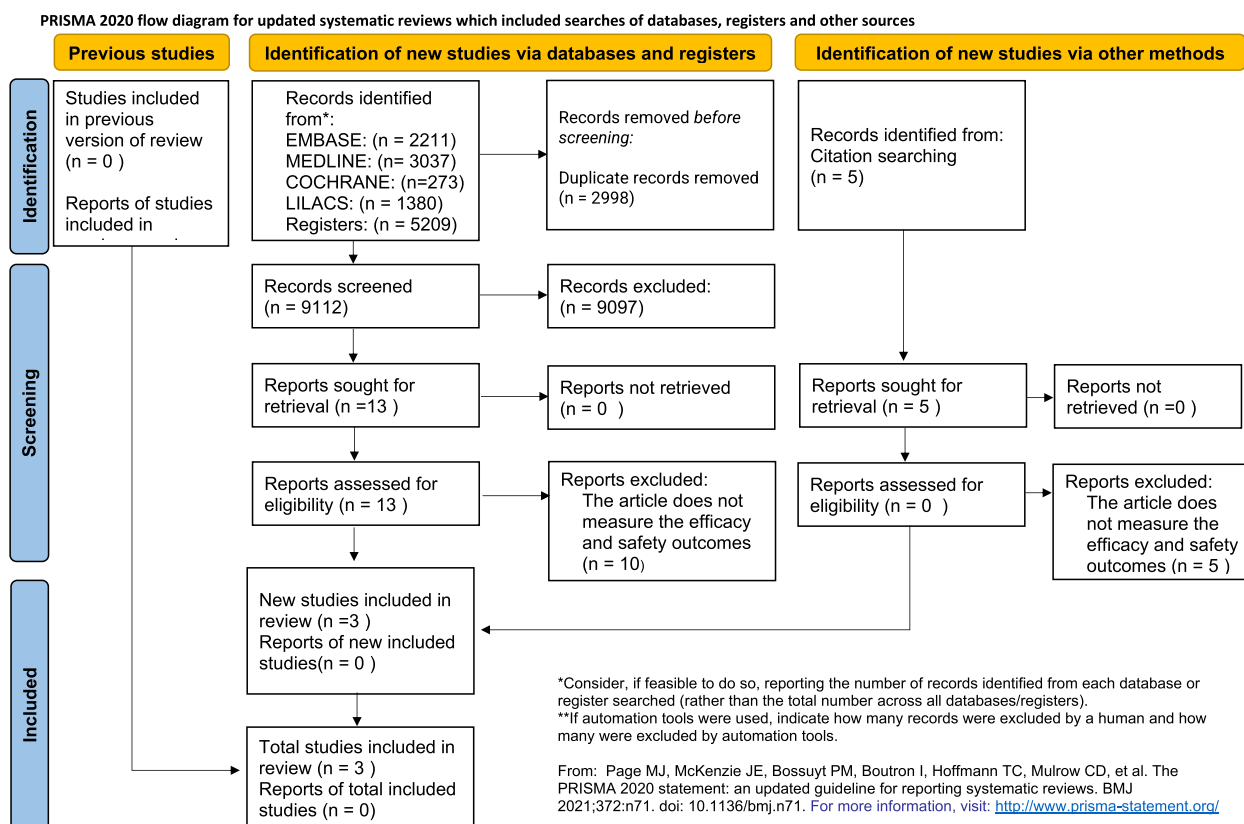 PRISMA 2020 flow diagram for updated systematic reviews which included searches of databases, registers and other sources
Previous studies
Identification of new studies via databases and registers
Identification of new studies via other methods
Identification
Studies included
in previous
version of review
(n = 0 )
Reports of studies
included in
Records identified
from*:
EMBASE: (n = 2211)
MEDLINE: (n= 3037)
COCHRANE: (n=273)
LILACS: (n = 1380)
Registers: (n = 5209)
Records removed before
screening:
Duplicate records removed
(n = 2998)
Records identified from:
Citation searching
(n = 5)
Screening
Records screened
(n = 9112)
Records excluded:
(n = 9097)
Reports sought for
retrieval (n =13 )
Reports not retrieved
(n = 0 )
Reports sought for
retrieval (n = 5 )
Reports not
retrieved (n =0 )
Reports assessed for
eligibility (n = 13 )
Reports excluded:
The article does not
measure the efficacy
and safety outcomes
(n = 10)
Reports assessed for
eligibility (n = 0 )
Reports excluded:
The article does
not measure the
efficacy and safety
outcomes (n = 5 )
Included
New studies included in
review (n =3 )
Reports of new included
studies(n = 0 )
Total studies included in
review (n = 3 )
Reports of total included
studies (n = 0)
*Consider, if feasible to do so, reporting the number of records identified from each database or
register searched (rather than the total number across all databases/registers).
**If automation tools were used, indicate how many records were excluded by a human and how
many were excluded by automation tools.
From: Page MJ, McKenzie JE, Bossuyt PM, Boutron I, Hoffmann TC, Mulrow CD, et al. The
PRISMA 2020 statement: an updated guideline for reporting systematic reviews. BMJ
2021;372:n71. doi: 10.1136/bmj.n71. For more information, visit: http://www.prisma-statement.org/